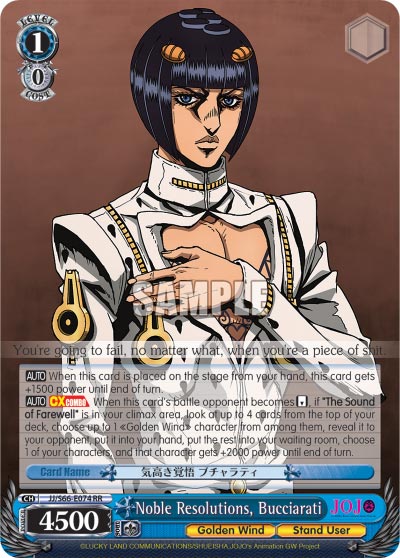 LEVEL
1
0
COST
SAMPLE
You're going to fail, no matter what, when you're a piece of shit.
AUTO When this card is placed on the stage from your hand, this card gets
+1500 power until end of turn.
AUTO CX COMBO When this card's battle opponent becomes, if "The Sound
of Farewell" is in your climax area, look at up to 4 cards from the top of your
deck, choose up to 1 «Golden Wind» character from among them, reveal it to
your opponent, put it into your hand, put the rest into your waiting room, choose
1 of your characters, and that character gets +2000 power until end of turn.
Card Name 気高き覚悟 ブチャラティ
CH JJ/S66-E074 RR
POWER 4500 SOUL Noble Resolutions, Bucciarati JOJO
Golden Wind Stand User
©LUCKY LAND COMMUNICATIONS/SHUEISHA,JOJO's Animation GW Project